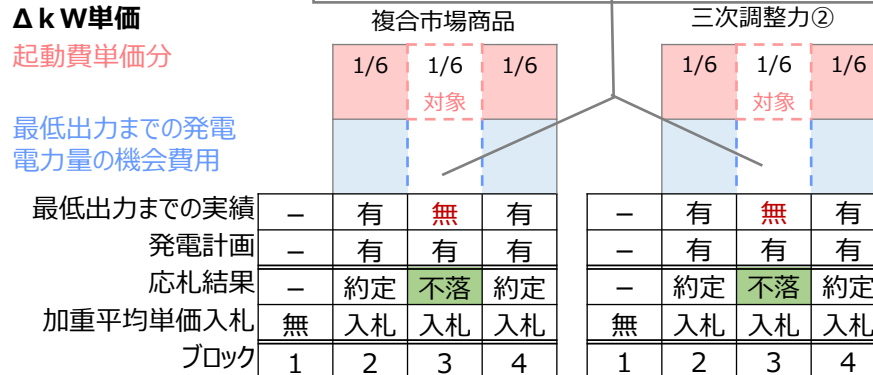 ΔkW単価
複合市場商品
三次調整力②
起動費単価分
1/6 1/6 1/6 1/6 1/6 1/6
対象 対象
最低出力までの発電
電力量の機会費用
最低出力までの実績 − 有 無 有 − 有 無 有
発電計画 − 有 有 有 − 有 有 有
応札結果 − 約定 不落 約定 − 約定 不落 約定
加重平均単価入札 無 入札 入札 入札 無 入札 入札 入札
ブロック 1 2 3 4 1 2 3 4